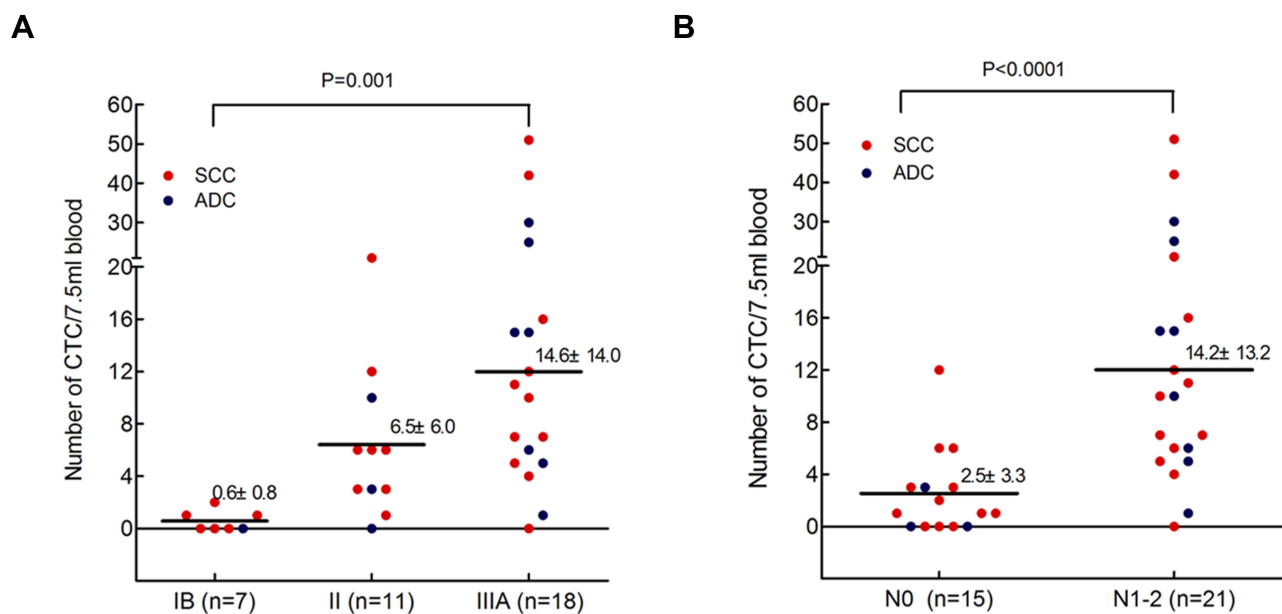 A
P=0.001
60
50
40
30
20
16
12
8
4
0
Number of CTC/7.5ml blood
SCC
ADC
0.6± 0.8
6.5± 6.0
14.6± 14.0
IB (n=7)
II (n=11)
IIIA (n=18)
B
P<0.0001
60
50
40
30
20
16
12
8
4
0
Number of CTC/7.5ml blood
SCC
ADC
2.5± 3.3
14.2± 13.2
N0 (n=15)
N1-2 (n=21)